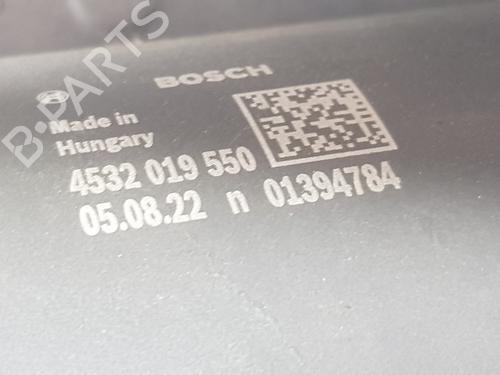 BOSCH
Made in
Hungary
4532 019 550
05.08.22 n 01394784
B-PARTS